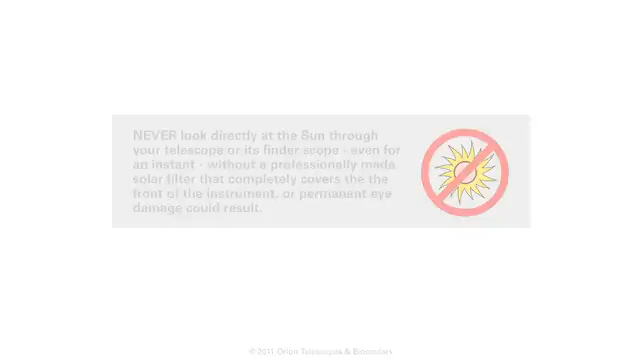 NEVER look directly at the Sun through
your telescope or its finder scope - even for
an instant - without a professionally made
solar filter that completely covers the the
front of the instrument, or permanent eye
damage could result.
© 2011 Orion Telescopes & Binoculars